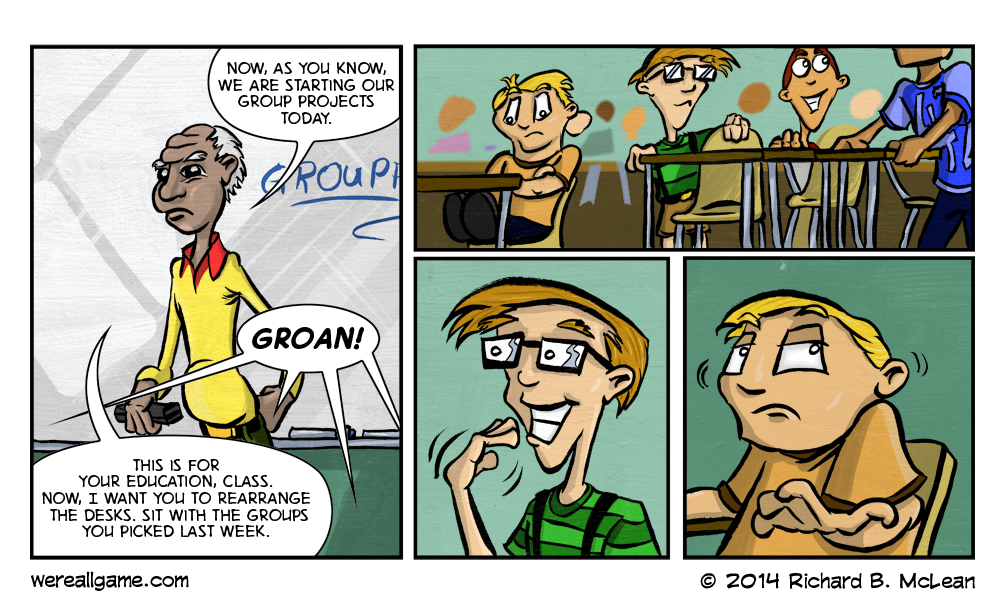 NOW, AS YOU KNOW,
WE ARE STARTING OUR
GROUP PROJECTS
TODAY.
GROUP
GROAN!
THIS IS FOR
YOUR EDUCATION, CLASS.
NOW, I WANT YOU TO REARRANGE
THE DESKS. SIT WITH THE GROUPS
YOU PICKED LAST WEEK.
wereallgame.com
© 2014 Richard B. McLean